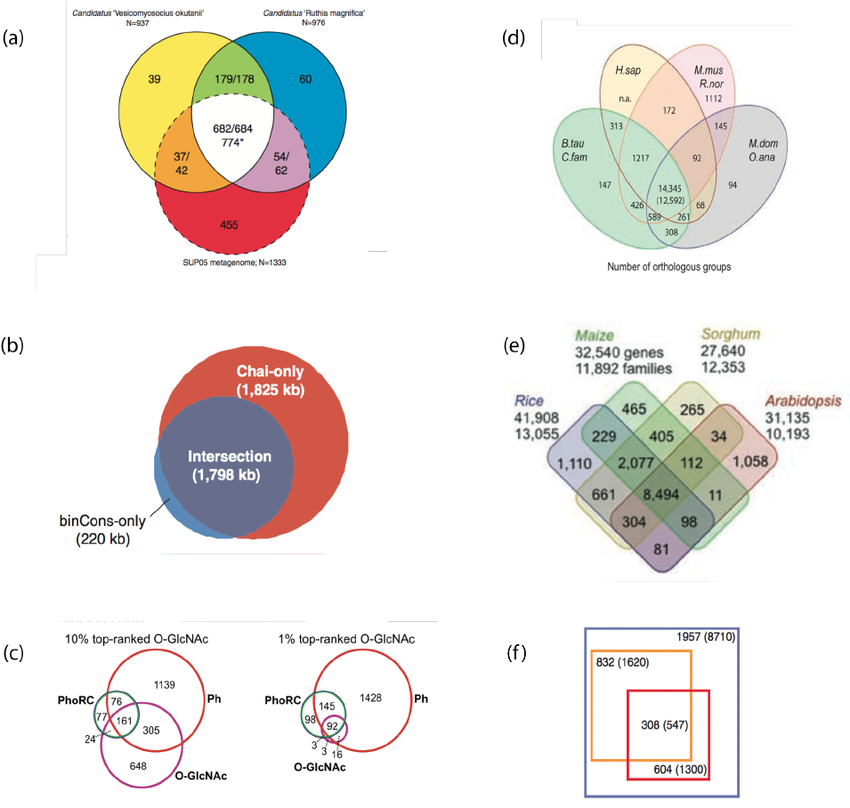 (a)
Candidatus 'Vesicomyosocius okutanii'
N=937
Candidatus 'Ruthia magnifica'
N=976
39
179/178
60
682/684
774*
37/
42
54/
62
455
SUP05 metagenome; N=1333
(b)
Chai-only
(1,825 kb)
Intersection
(1,798 kb)
binCons-only
(220 kb)
(c)
10% top-ranked O-GlcNAc
1139
PhoRC
76
Ph
77
161
305
24
648
O-GlcNAc
1% top-ranked O-GlcNAc
1428
PhoRC
145
Ph
98
92
3
3
16
O-GlcNAc
(d)
H.sap
M.mus
R.nor
1112
n.a.
172
313
145
B.tau
C.fam
M.dom
O.ana
1217
92
147
14,345
(12,592)
94
426
68
589
261
308
Number of orthologous groups
(e)
Maize
32,540 genes
11,892 families
Sorghum
27,640
12,353
Rice
41,908
13,055
Arabidopsis
31,135
10,193
465
265
229
405
34
1,110
2,077
112
1,058
661
8,494
11
304
98
81
(f)
1957 (8710)
832 (1620)
308 (547)
604 (1300)